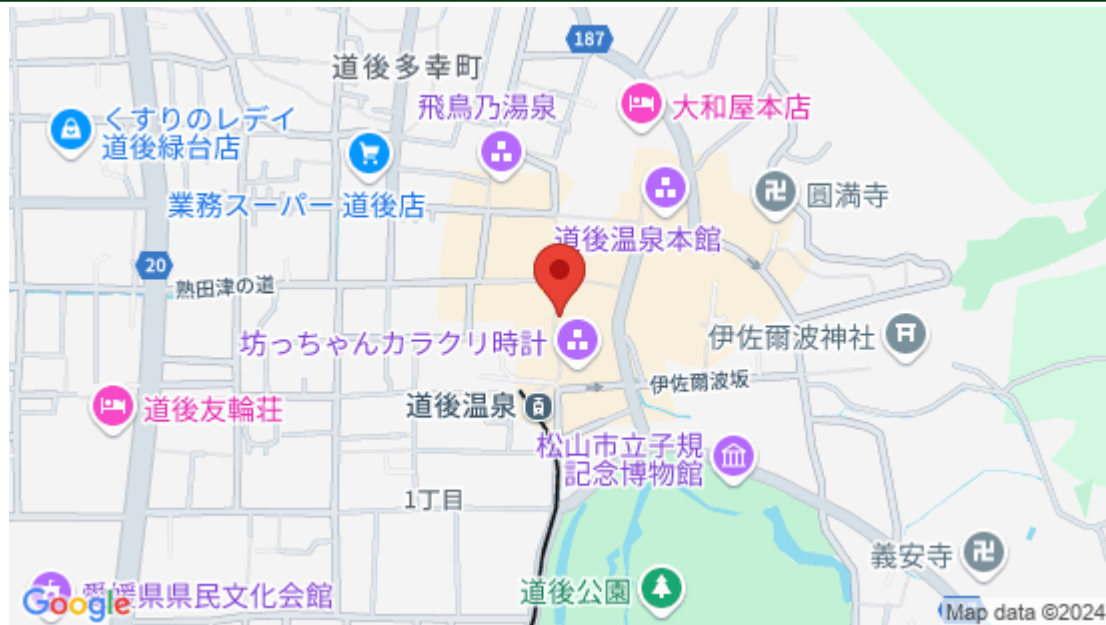 187
道後多幸町
飛鳥乃湯泉
大和屋本店
くすりのレデイ
道後緑台店
業務スーパー 道後店
圓満寺
道後温泉本館
20
熟田津の道
坊っちゃんカラクリ時計
伊佐爾波神社
伊佐爾波坂
道後友輪荘
道後温泉
松山市立子規
記念博物館
1丁目
義安寺
道後公園
愛媛県県民文化会館
Google
Map data ©2024